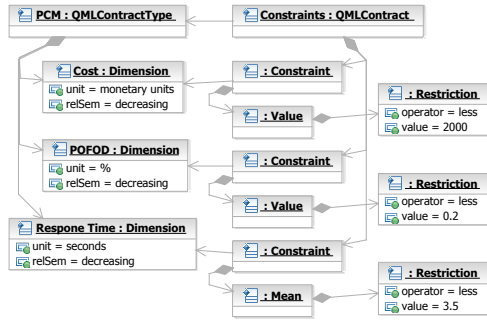 PCM : QMLContractType
Constraints : QMLContract
Cost : Dimension
unit = monetary units
relSem = decreasing
: Constraint
: Value
: Restriction
operator = less
value = 2000
POFOD : Dimension
unit = %
relSem = decreasing
: Constraint
: Value
: Restriction
operator = less
value = 0.2
Respone Time : Dimension
unit = seconds
relSem = decreasing
: Constraint
: Mean
: Restriction
operator = less
value = 3.5